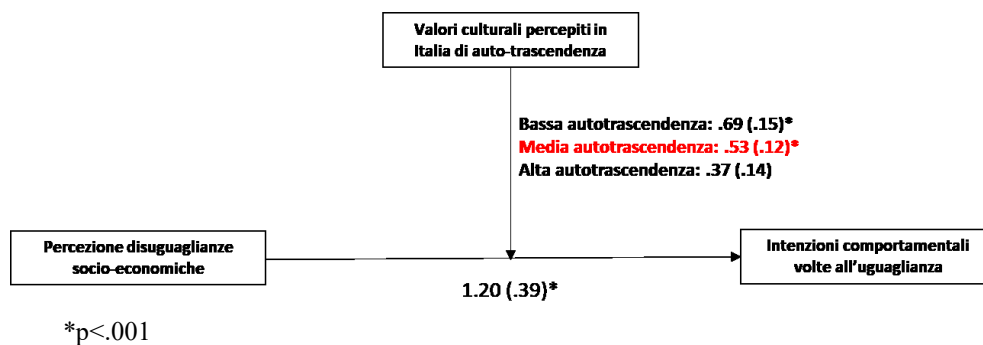 Valori culturali percepiti in
Italia di auto-trascendenza
Bassa autotrascendenza: .69 (.15)*
Media autotrascendenza: .53 (.12)*
Alta autotrascendenza: .37 (.14)
Percezione disuguaglianze
socio-economiche
Intenzioni comportamentali
volte all'uguaglianza
1.20 (.39)*
*p<.001